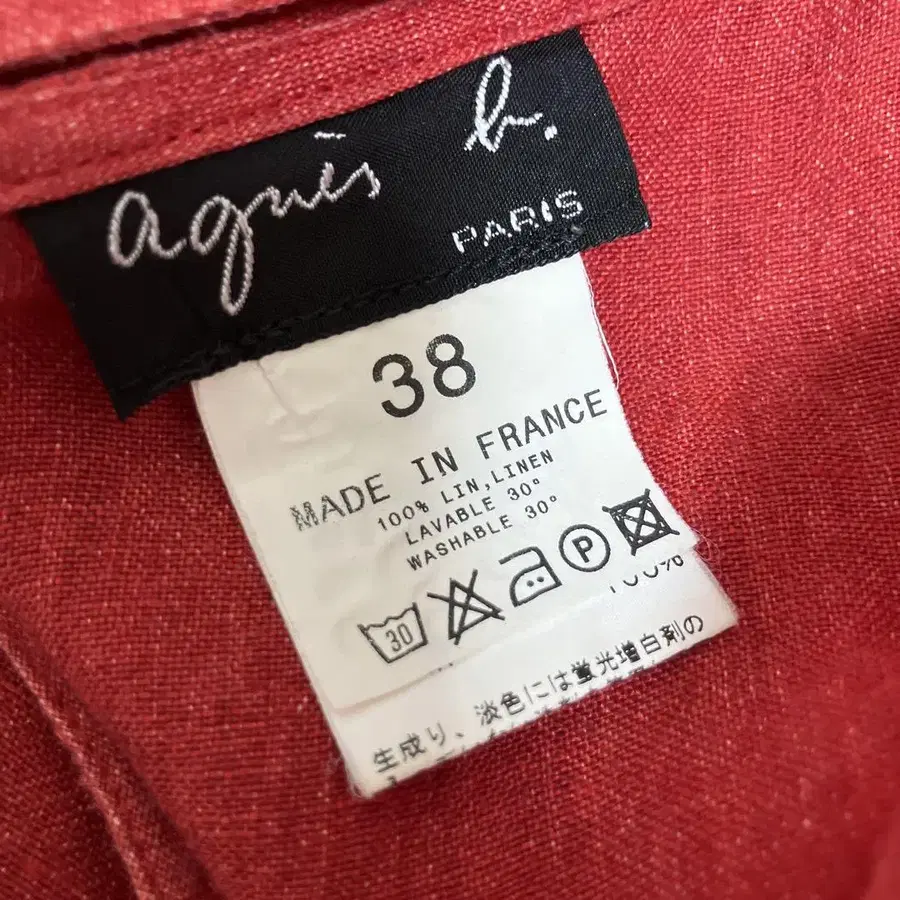 agnès b.
PARIS
38
MADE IN FRANCE
100% LIN,LINEN
LAVABLE 30°
WASHABLE 30°
30 P
100%
生成り、淡色には蛍光増白剤の